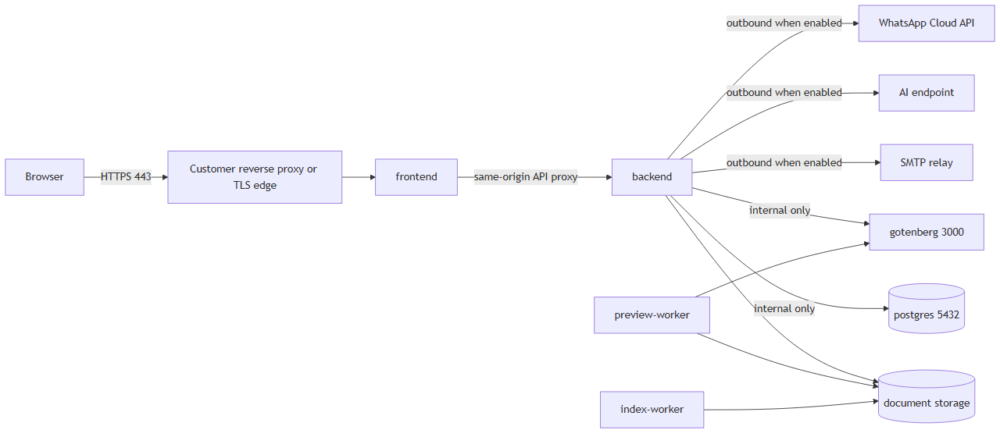 outbound when enabled
WhatsApp Cloud API
outbound when enabled
AI endpoint
Browser
HTTPS 443
Customer reverse proxy or
TLS edge
frontend
same-origin API proxy
backend
outbound when enabled
SMTP relay
internal only
gotenberg 3000
preview-worker
internal only
postgres 5432
index-worker
document storage